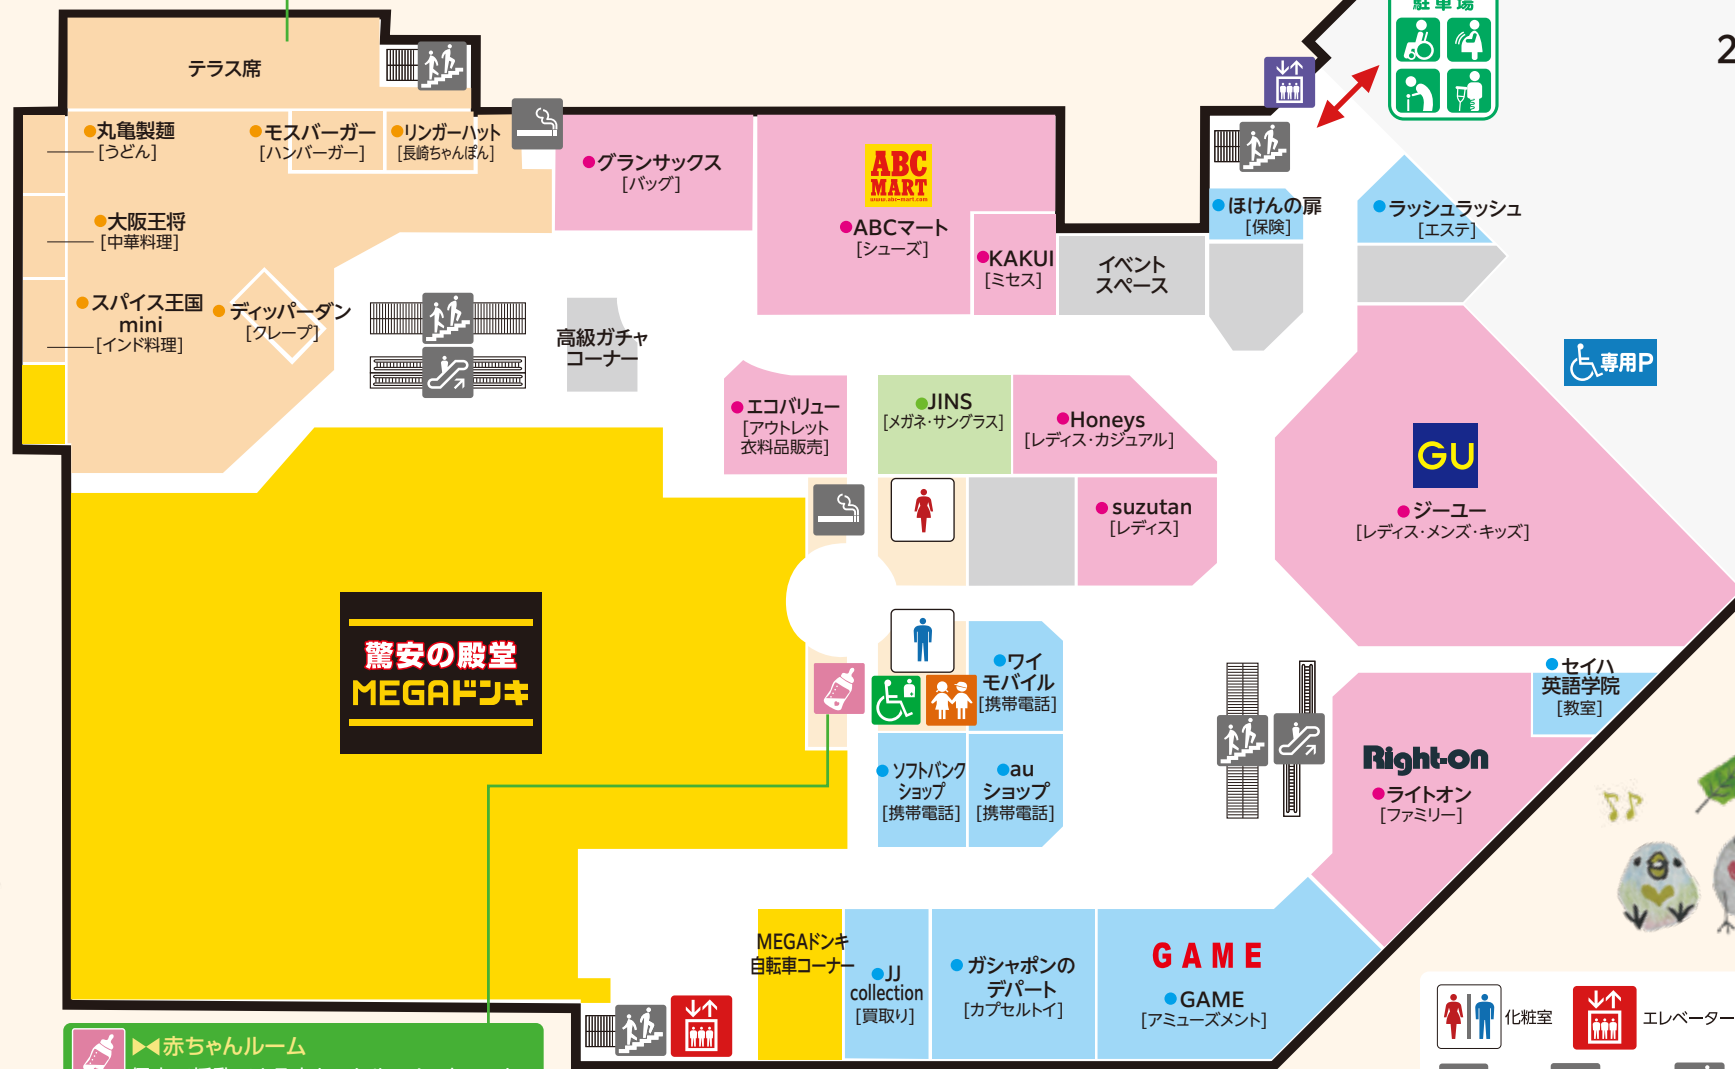 駐車場
2
テラス席
丸亀製麺
[うどん]
モスバーガー
[ハンバーガー]
リンガーハット
[長崎ちゃんぽん]
大阪王将
[中華料理]
スパイス王国
mini
[インド料理]
ディッパーダン
[クレープ]
グランサックス
[バッグ]
ABC
MART
www.abc-mart.com
ABCマート
[シューズ]
KAKUI
[ミセス]
イベント
スペース
ほけんの扉
[保険]
ラッシュラッシュ
[エステ]
高級ガチャ
コーナー
専用P
エコバリュー
[アウトレット
衣料品販売]
JINS
[メガネ・サングラス]
Honeys
[レディス・カジュアル]
suzutan
[レディス]
GU
ジーユー
[レディス・メンズ・キッズ]
驚安の殿堂
MEGAドンキ
ワイ
モバイル
[携帯電話]
ソフトバンク
ショップ
[携帯電話]
au
ショップ
[携帯電話]
セイハ
英語学院
[教室]
Right-on
ライトオン
[ファミリー]
MEGAドンキ
自転車コーナー
JJ
collection
[買取り]
ガシャポンの
デパート
[カプセルトイ]
GAME
GAME
[アミューズメント]
赤ちゃんルーム
化粧室
エレベーター